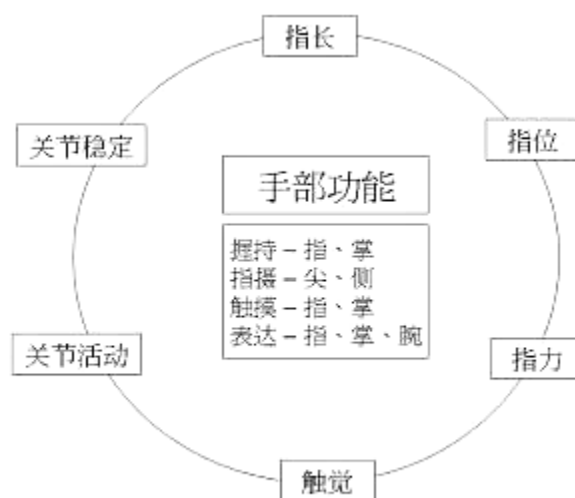 指长
关节稳定
指位
手部功能
握持－指、掌
指摄－尖、侧
触摸－指、掌
表达－指、掌、腕
关节活动
指力
触觉